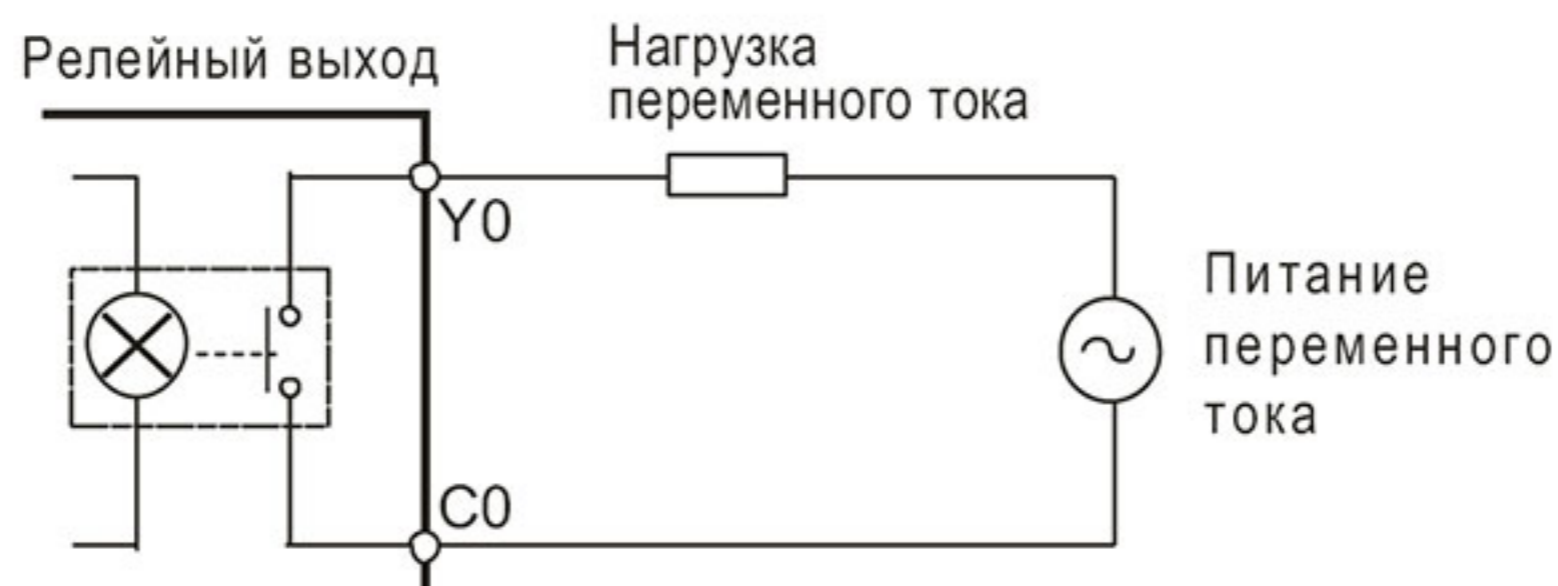 Релейный выход
Нагрузка
переменного тока
Y0
Питание
переменного
тока
C0